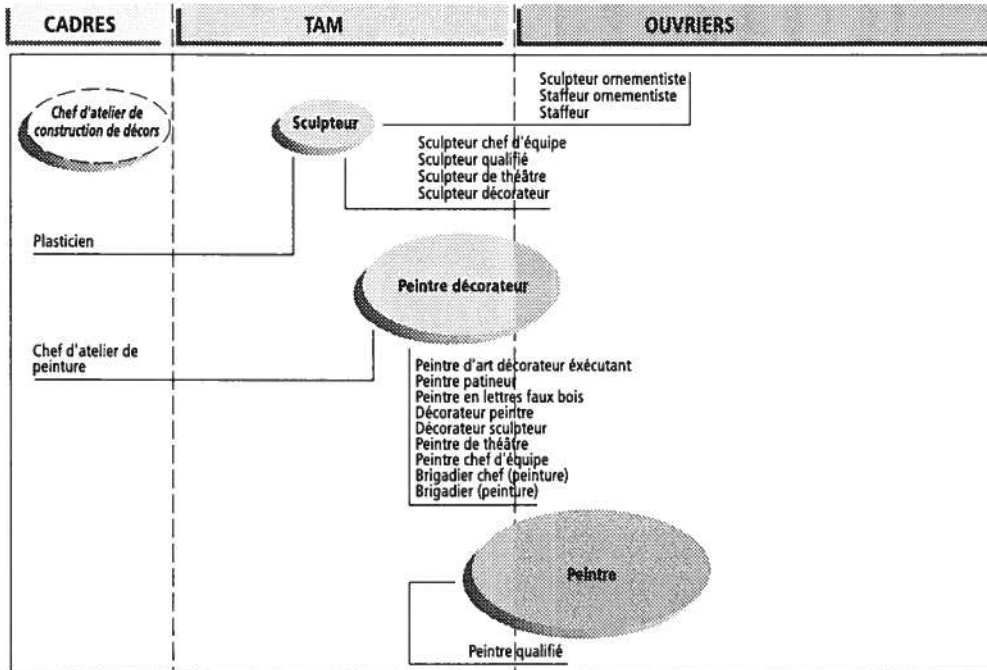 CADRES
TAM
OUVRIERS
Chef d'atelier de
construction de décors
Sculpteur
Sculpteur ornementiste
Staffeur ornementiste
Staffeur
Sculpteur chef d'équipe
Sculpteur qualifié
Sculpteur de théâtre
Sculpteur décorateur
Plasticien
Peintre décorateur
Chef d'atelier de
peinture
Peintre d'art décorateur éxécutant
Peintre patineur
Peintre en lettres faux bois
Décorateur peintre
Décorateur sculpteur
Peintre de théâtre
Peintre chef d'équipe
Brigadier chef (peinture)
Brigadier (peinture)
Peintre
Peintre qualifié